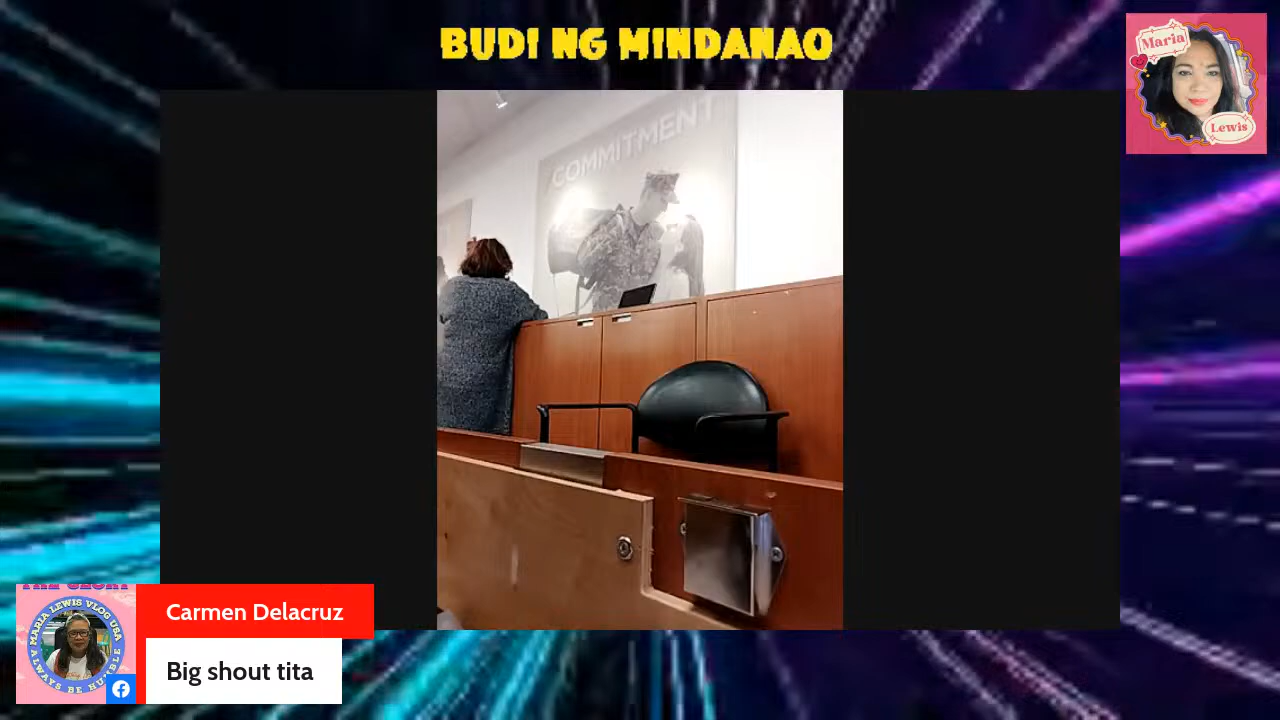 BUDI NG MINDANAO
Maria
Lewis
COMMITMENT
Carmen Delacruz
Big shout tita
MARIA LEWIS VLOG USA
ALWAYS BE HUMBLE